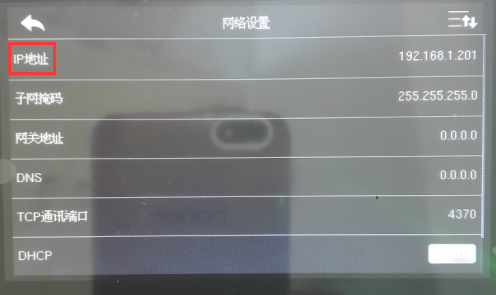 网络设置
IP地址 192.168.1.201
子网掩码 255.255.255.0
网关地址 0.0.0.0
DNS 0.0.0.0
TCP通讯端口 4370
DHCP